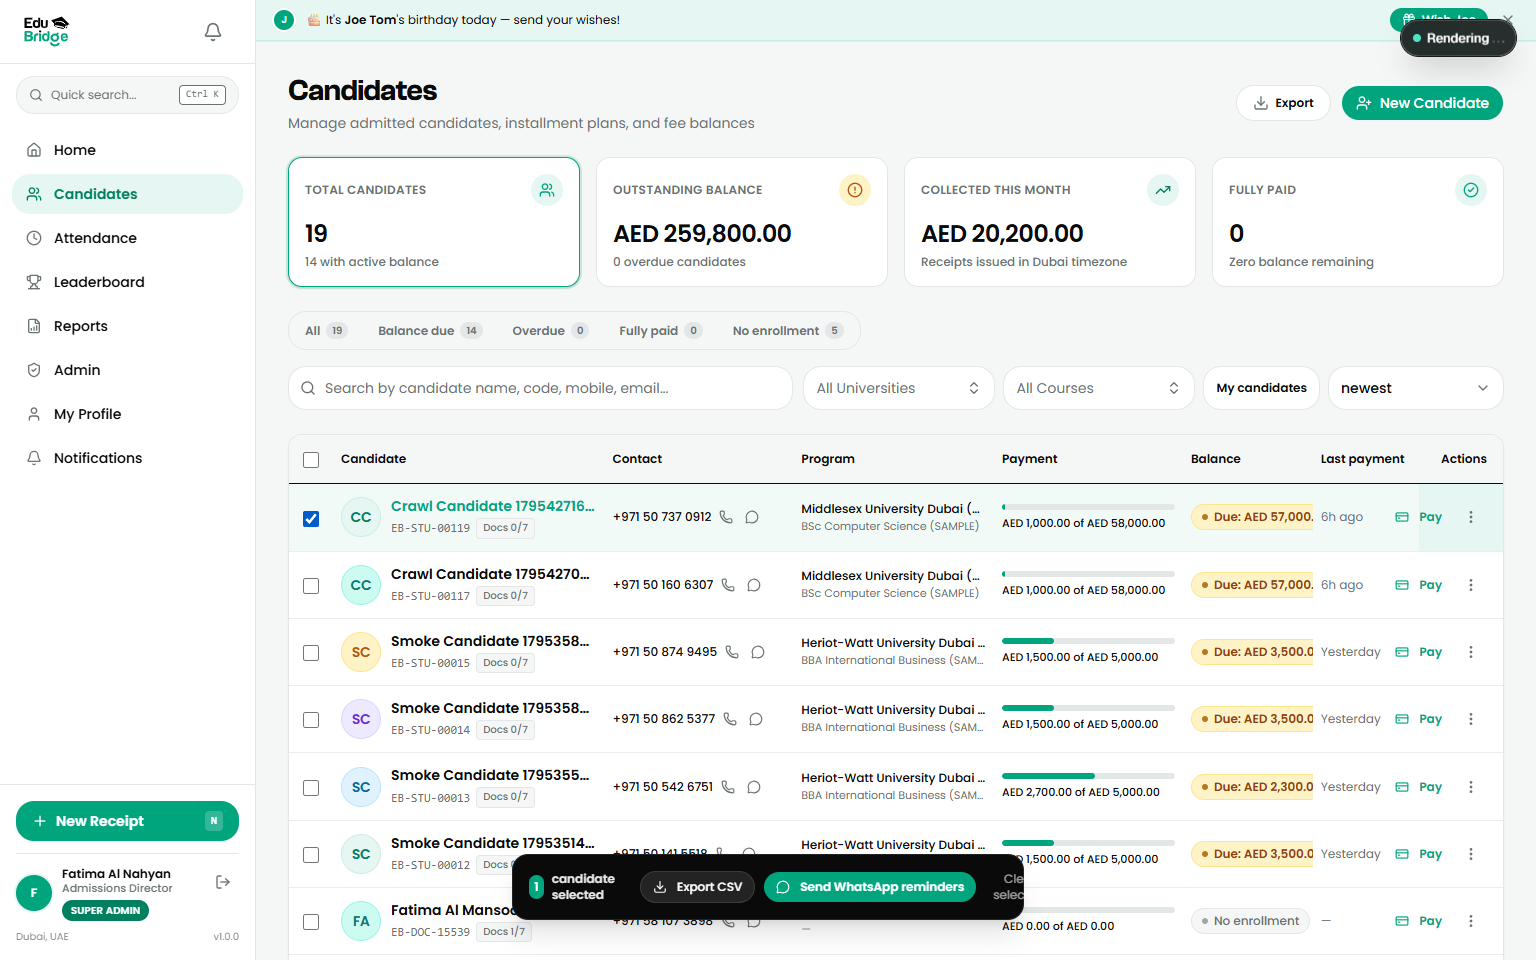 Edu
Bridge
J
It's Joe Tom's birthday today — send your wishes!
Rendering...
Quick search...
Ctrl K
Home
Candidates
Attendance
Leaderboard
Reports
Admin
My Profile
Notifications
New Receipt
N
F
Fatima Al Nahyan
Admissions Director
SUPER ADMIN
Dubai, UAE
v1.0.0
Candidates
Manage admitted candidates, installment plans, and fee balances
Export
New Candidate
TOTAL CANDIDATES
19
14 with active balance
OUTSTANDING BALANCE
AED 259,800.00
0 overdue candidates
COLLECTED THIS MONTH
AED 20,200.00
Receipts issued in Dubai timezone
FULLY PAID
0
Zero balance remaining
All 19
Balance due 14
Overdue 0
Fully paid 0
No enrollment 5
Search by candidate name, code, mobile, email...
All Universities
All Courses
My candidates
newest
Candidate Contact Program Payment Balance Last payment Actions
CC
Crawl Candidate 179542716...
EB-STU-00119 Docs 0/7
+971 50 737 0912
Middlesex University Dubai (...
BSc Computer Science (SAMPLE)
AED 1,000.00 of AED 58,000.00
Due: AED 57,000.
6h ago
Pay
CC
Crawl Candidate 17954270...
EB-STU-00117 Docs 0/7
+971 50 160 6307
Middlesex University Dubai (...
BSc Computer Science (SAMPLE)
AED 1,000.00 of AED 58,000.00
Due: AED 57,000.
6h ago
Pay
SC
Smoke Candidate 1795358...
EB-STU-00015 Docs 0/7
+971 50 874 9495
Heriot-Watt University Dubai ...
BBA International Business (SAM...
AED 1,500.00 of AED 5,000.00
Due: AED 3,500.0
Yesterday
Pay
SC
Smoke Candidate 1795358...
EB-STU-00014 Docs 0/7
+971 50 862 5377
Heriot-Watt University Dubai ...
BBA International Business (SAM...
AED 1,500.00 of AED 5,000.00
Due: AED 3,500.0
Yesterday
Pay
SC
Smoke Candidate 1795355...
EB-STU-00013 Docs 0/7
+971 50 542 6751
Heriot-Watt University Dubai ...
BBA International Business (SAM...
AED 2,700.00 of AED 5,000.00
Due: AED 2,300.0
Yesterday
Pay
SC
Smoke Candidate 17953514...
EB-STU-00012 Docs
Heriot-Watt University Dubai ...
1,500.00 of AED 5,000.00
Due: AED 3,500.0
Yesterday
Pay
FA
Fatima Al
EB-DOC-15539 Docs 1/7
—
AED 0.00 of AED 0.00
No enrollment
—
Pay
1 candidate
selected
Export CSV
Send WhatsApp reminders